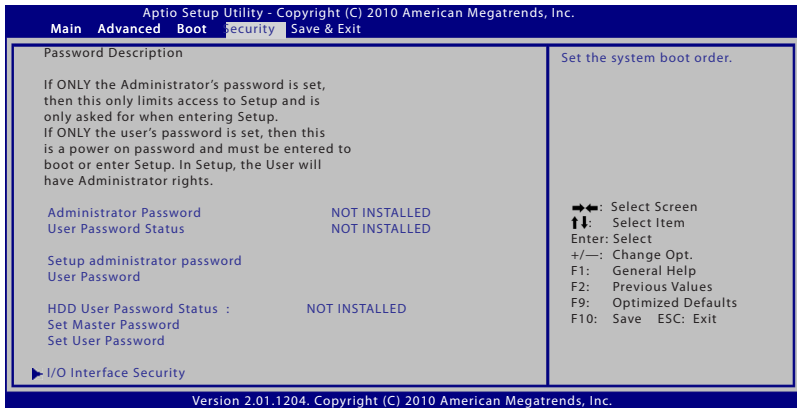 Aptio Setup Utility - Copyright (C) 2010 American Megatrends, Inc.
Main Advanced Boot Security Save & Exit
Password Description
If ONLY the Administrator's password is set,
then this only limits access to Setup and is
only asked for when entering Setup.
If ONLY the user's password is set, then this
is a power on password and must be entered to
boot or enter Setup. In Setup, the User will
have Administrator rights.
Administrator Password NOT INSTALLED
User Password Status NOT INSTALLED
Setup administrator password
User Password
HDD User Password Status : NOT INSTALLED
Set Master Password
Set User Password
I/O Interface Security
Set the system boot order.
→←: Select Screen
↑↓: Select Item
Enter: Select
+/—: Change Opt.
F1: General Help
F2: Previous Values
F9: Optimized Defaults
F10: Save ESC: Exit
Version 2.01.1204. Copyright (C) 2010 American Megatrends, Inc.